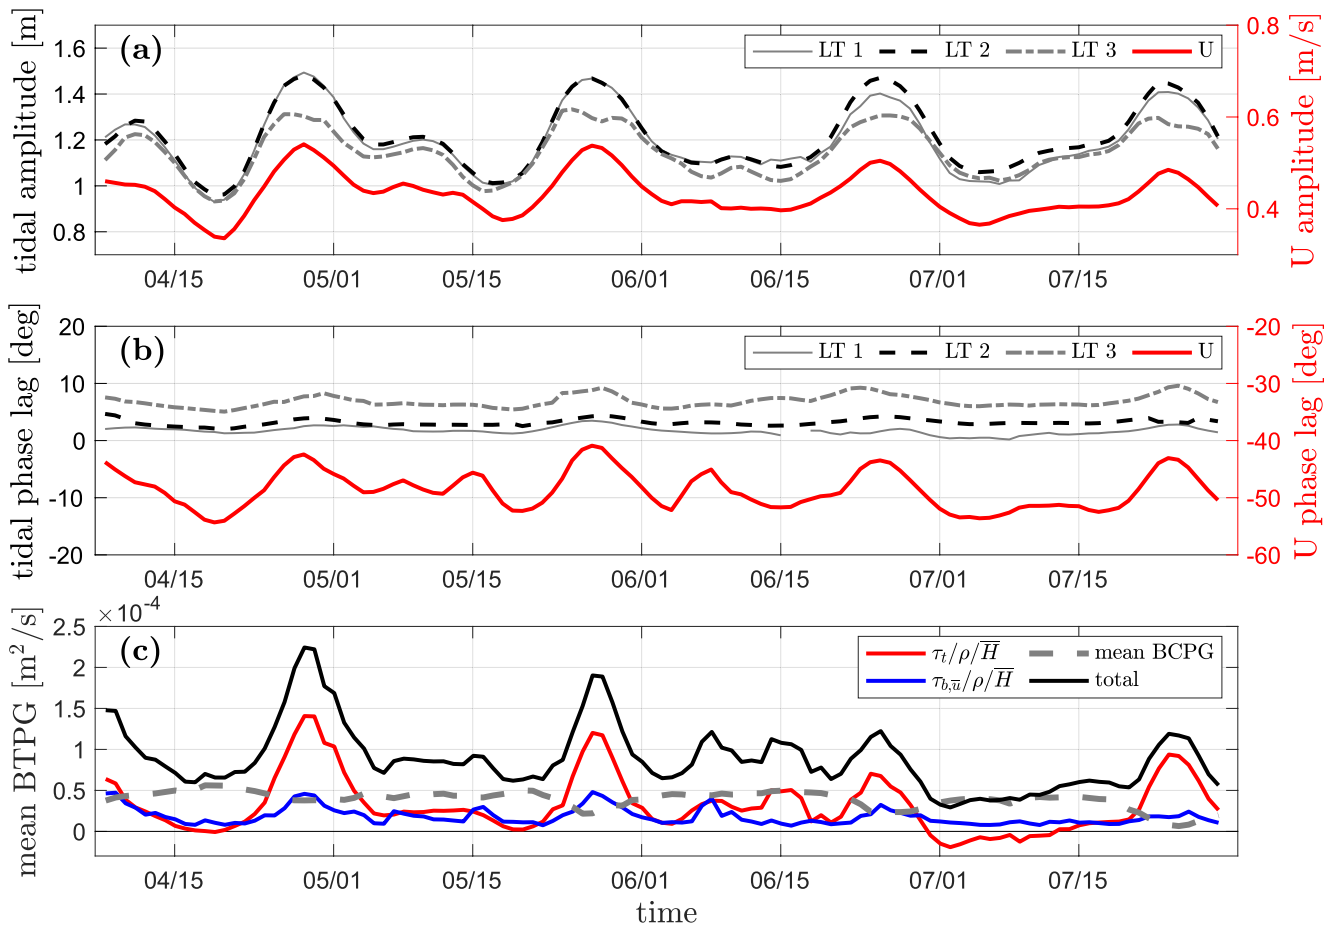 (a)
tidal amplitude [m]
1.6
1.4
1.2
1
0.8
LT 1 LT 2 LT 3 U
0.8
0.6
0.4
U amplitude [m/s]
04/15 05/01 05/15 06/01 06/15 07/01 07/15
(b)
tidal phase lag [deg]
20
10
0
-10
-20
LT 1 LT 2 LT 3 U
-20
-30
-40
-50
-60
U phase lag [deg]
04/15 05/01 05/15 06/01 06/15 07/01 07/15
×10⁻⁴
(c)
mean BTPG [m²/s]
2.5
2
1.5
1
0.5
0
τₜ/ρ/H̅ mean BCPG
τ_{b,u̅}/ρ/H̅ total
04/15 05/01 05/15 06/01 06/15 07/01 07/15
time